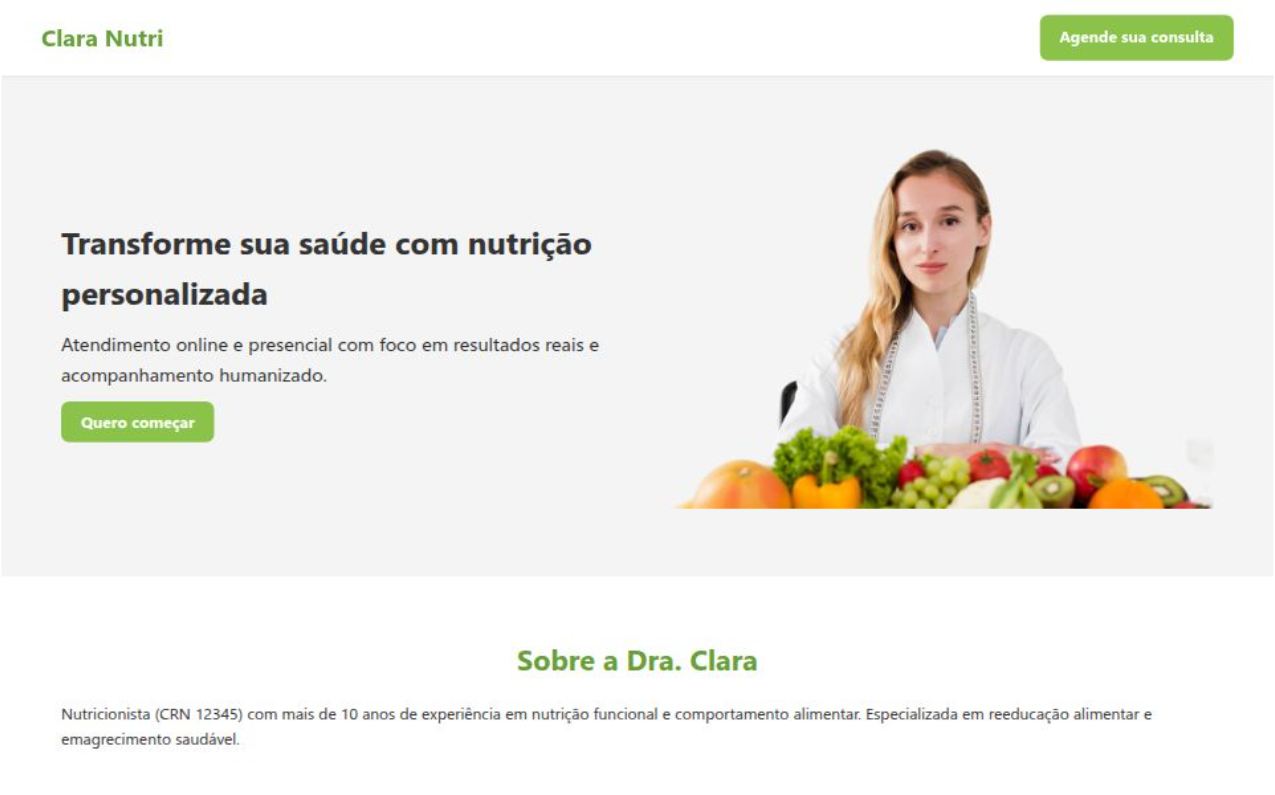 Clara Nutri
Agende sua consulta
Transforme sua saúde com nutrição
personalizada
Atendimento online e presencial com foco em resultados reais e
acompanhamento humanizado.
Quero começar
Sobre a Dra. Clara
Nutricionista (CRN 12345) com mais de 10 anos de experiência em nutrição funcional e comportamento alimentar. Especializada em reeducação alimentar e
emagrecimento saudável.